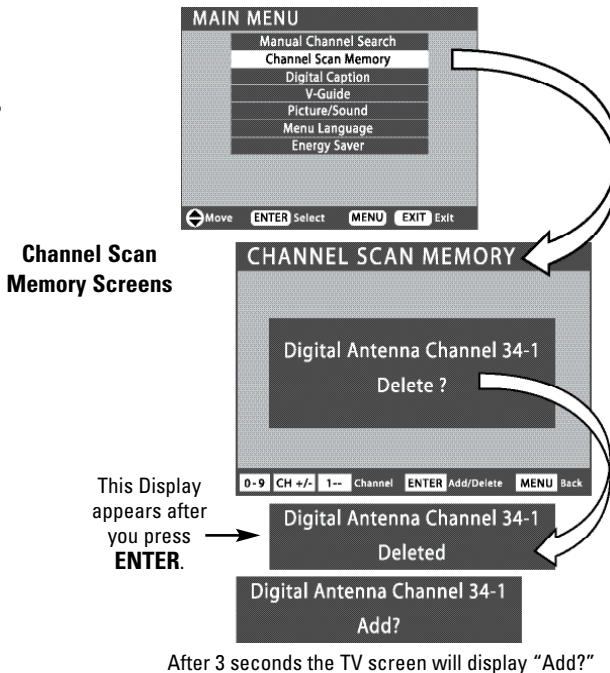 MAIN MENU
Manual Channel Search
Channel Scan Memory
Digital Caption
V-Guide
Picture/Sound
Menu Language
Energy Saver
Move ENTER Select MENU EXIT Exit
Channel Scan
Memory Screens
CHANNEL SCAN MEMORY
Digital Antenna Channel 34-1
Delete ?
0-9 CH +/- 1-- Channel ENTER Add/Delete MENU Back
This Display
appears after
you press
ENTER.
Digital Antenna Channel 34-1
Deleted
Digital Antenna Channel 34-1
Add?
After 3 seconds the TV screen will display “Add?”